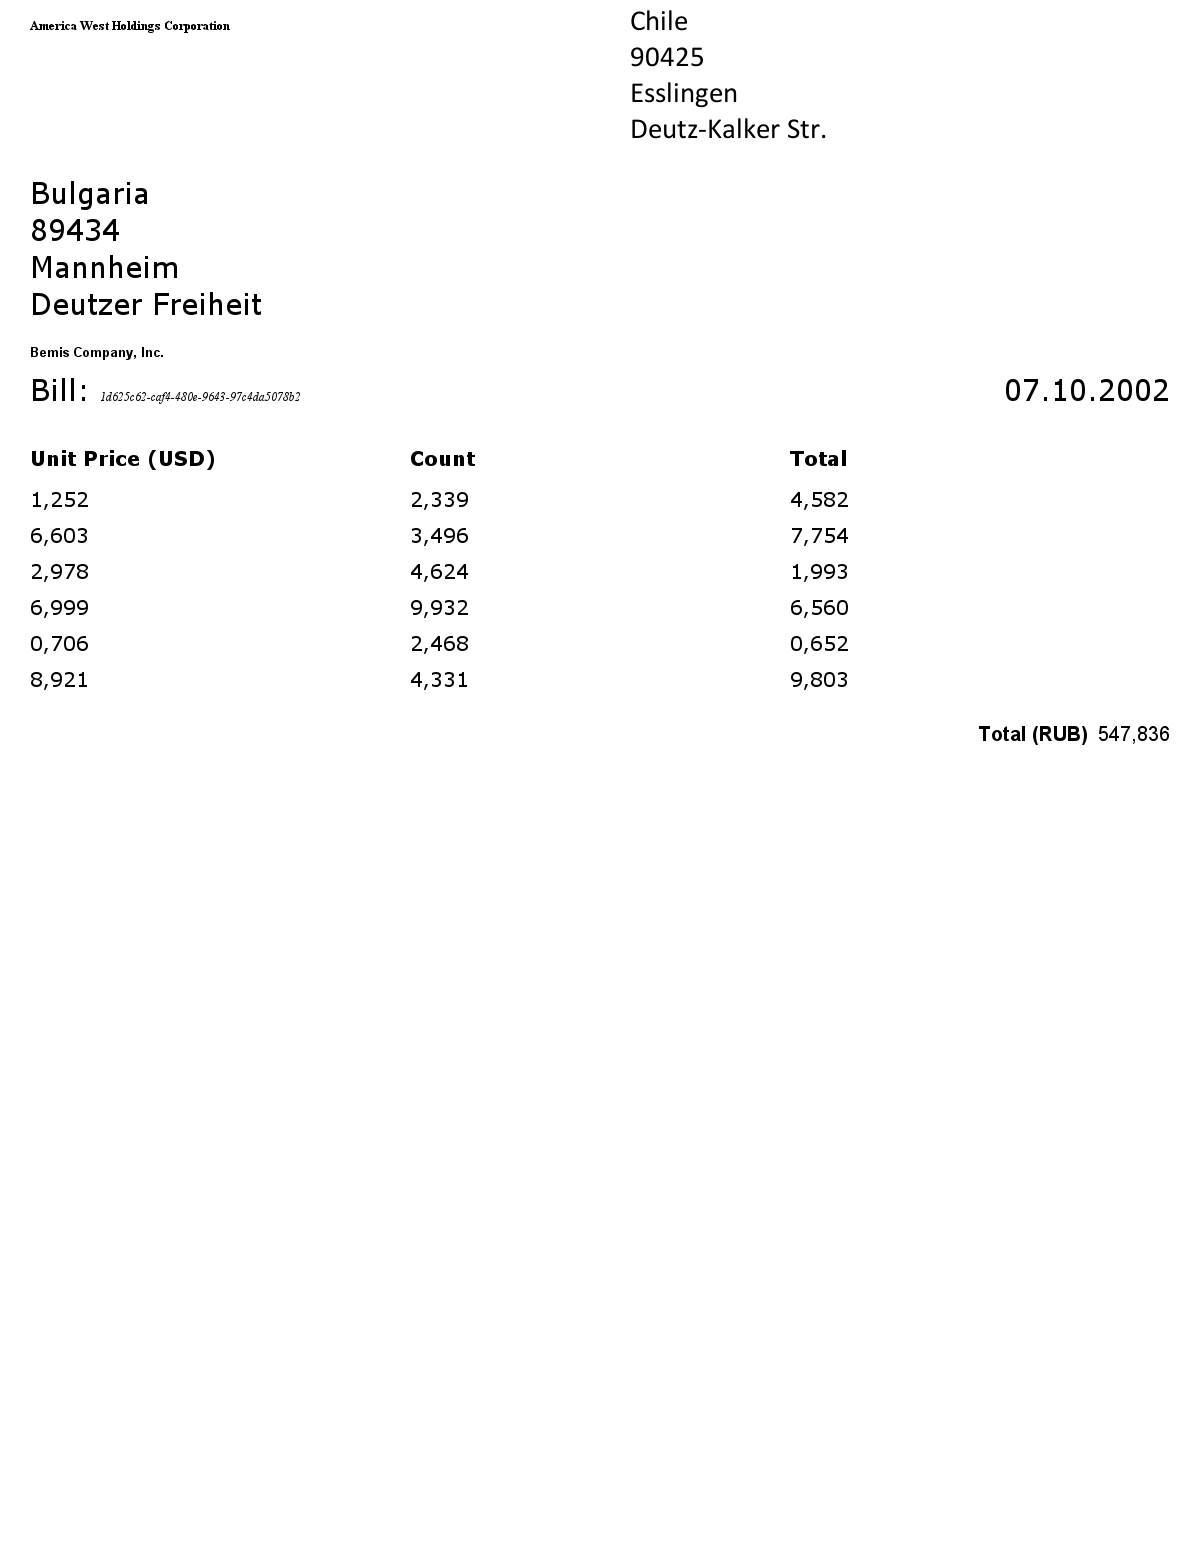 America West Holdings Corporation
Chile
90425
Esslingen
Deutz-Kalker Str.
Bulgaria
89434
Mannheim
Deutzer Freiheit
Bemis Company, Inc.
Bill: 1d625c62-caf4-480e-9643-97c4da5078b2 07.10.2002
Unit Price (USD) Count Total
1,252 2,339 4,582
6,603 3,496 7,754
2,978 4,624 1,993
6,999 9,932 6,560
0,706 2,468 0,652
8,921 4,331 9,803
Total (RUB) 547,836